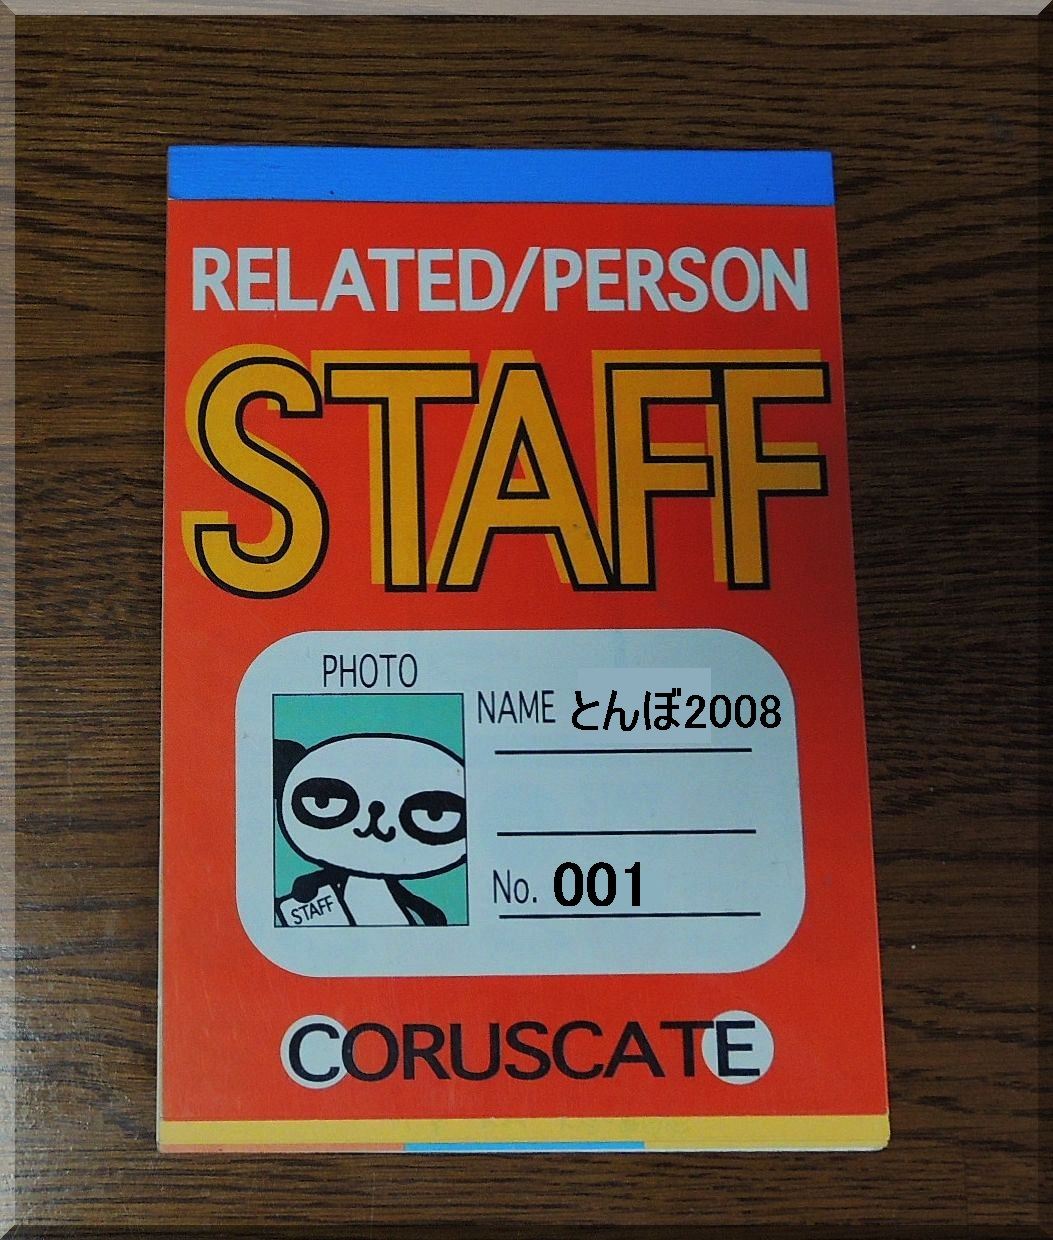 RELATED/PERSON
STAFF
PHOTO
NAME とんぼ2008
No. 001
STAFF
CORUSCATE